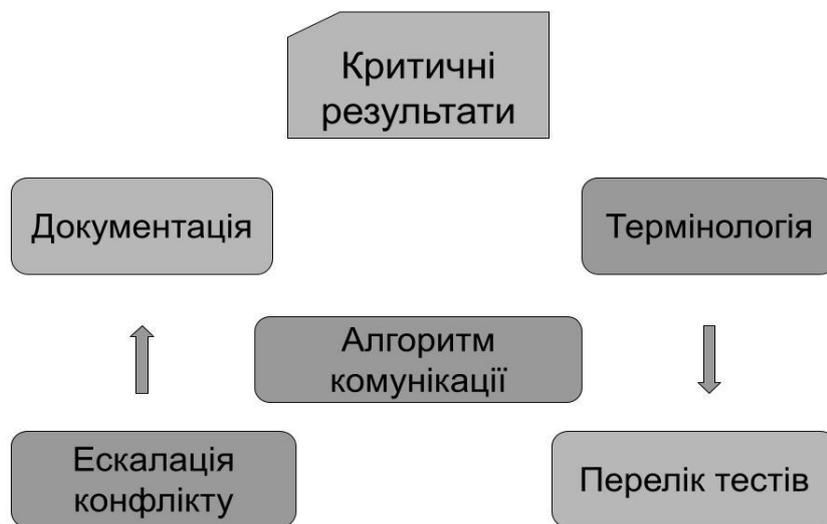 Критичні
результати
Документація
Термінологія
Алгоритм
комунікації
Ескалація
конфлікту
Перелік тестів